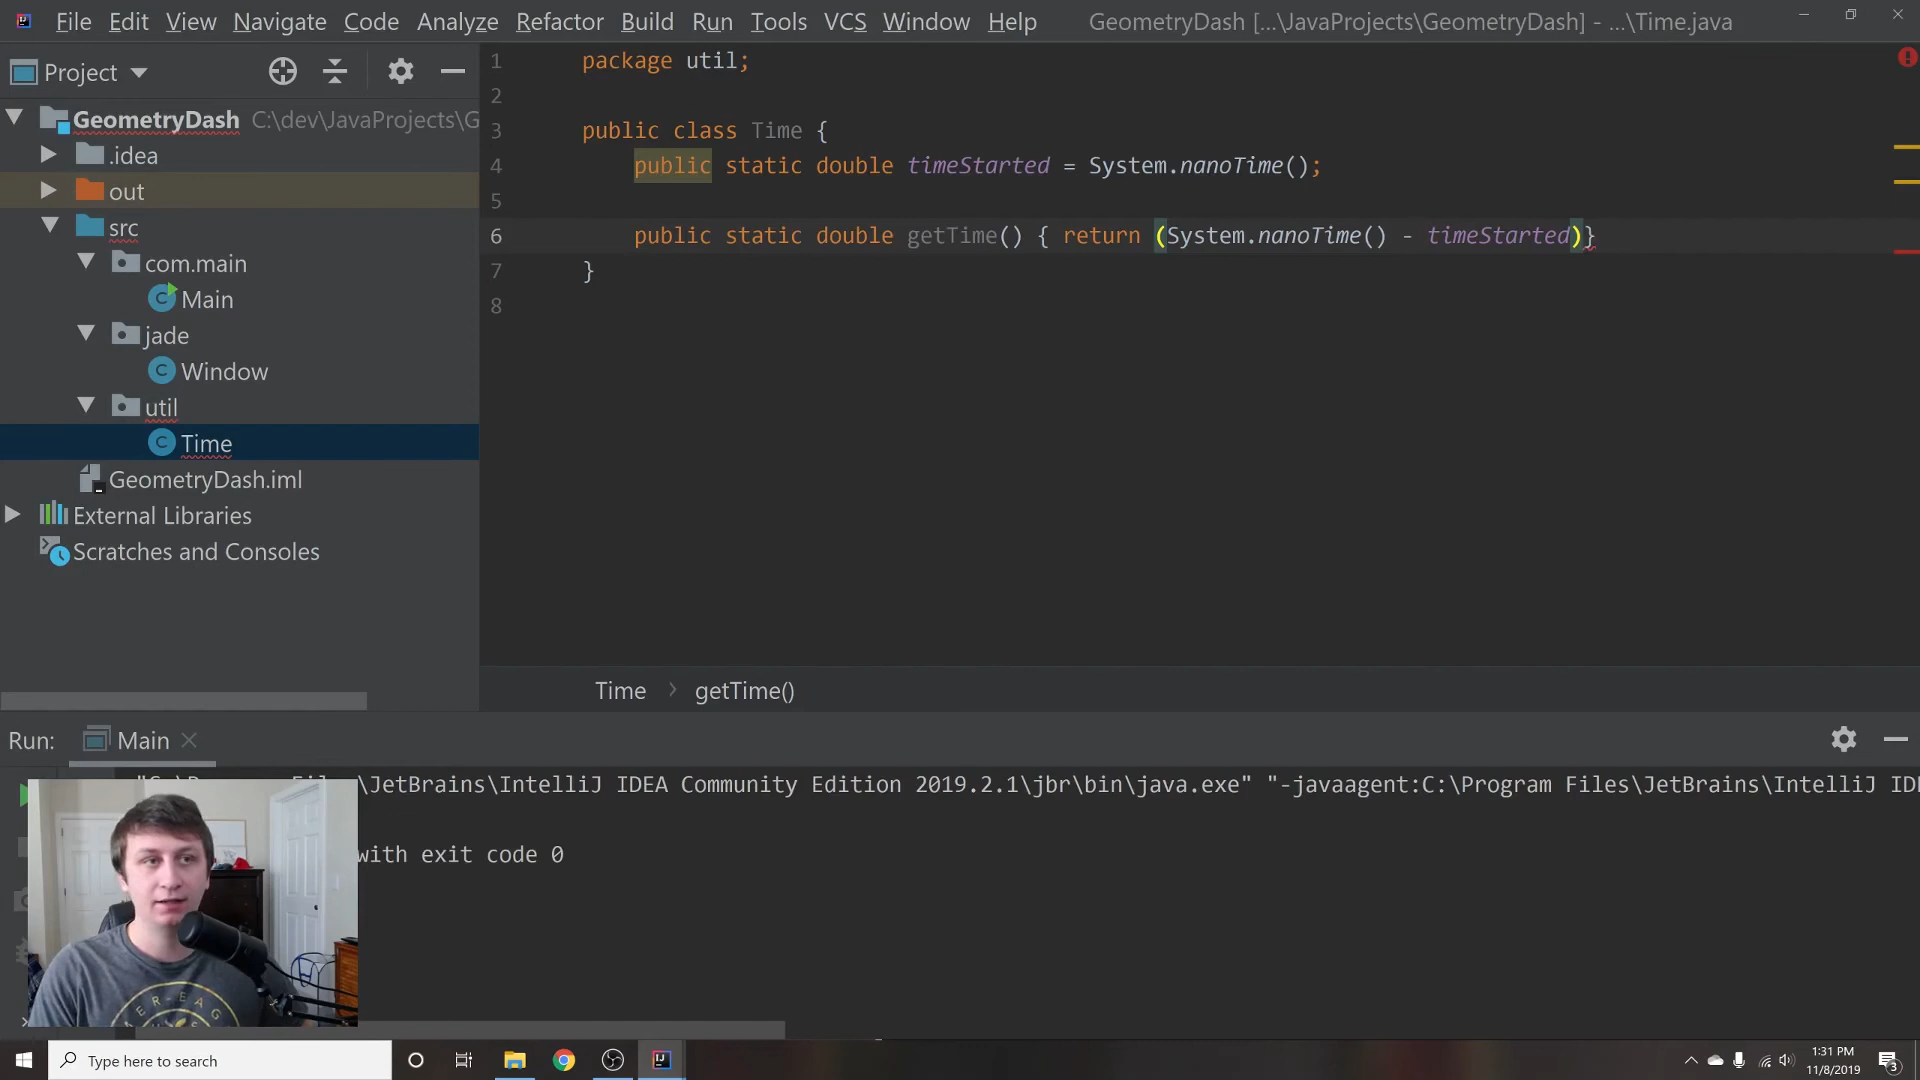 File Edit View Navigate Code Analyze Refactor Build Run Tools VCS Window Help GeometryDash [...\JavaProjects\GeometryDash] - ...\Time.java
Project
GeometryDash C:\dev\JavaProjects\G
.idea
out
src
com.main
Main
jade
Window
util
Time
GeometryDash.iml
External Libraries
Scratches and Consoles
1 package util;
2
3 public class Time {
4 public static double timeStarted = System.nanoTime();
5
6 public static double getTime() { return (System.nanoTime() - timeStarted)}
7 }
8
Time > getTime()
Run: Main
\JetBrains\IntelliJ IDEA Community Edition 2019.2.1\jbr\bin\java.exe" "-javaagent:C:\Program Files\JetBrains\IntelliJ IDE
with exit code 0
Type here to search
1:31 PM
11/8/2019
3